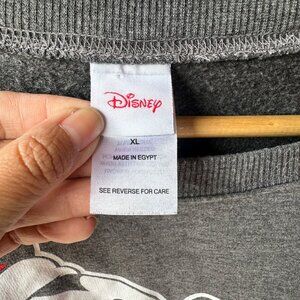 Disney
XL
MADE IN EGYPT
SEE REVERSE FOR CARE